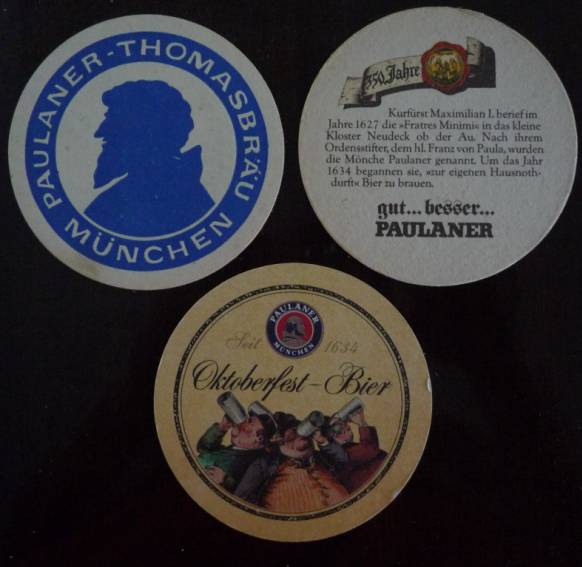 PAULANER-THOMASBRÄU
MÜNCHEN
350 Jahre
Kurfürst Maximilian I. berief im
Jahre 1627 die »Fratres Minimi« in das kleine
Kloster Neudeck ob der Au. Nach ihrem
Ordensstifter, dem hl. Franz von Paula, wurden
die Mönche Paulaner genannt. Um das Jahr
1634 begannen sie, »zur eigenen Hausnoth-
durft« Bier zu brauen.
gut... besser...
PAULANER
PAULANER
MÜNCHEN
Seit 1634
Oktoberfest-Bier